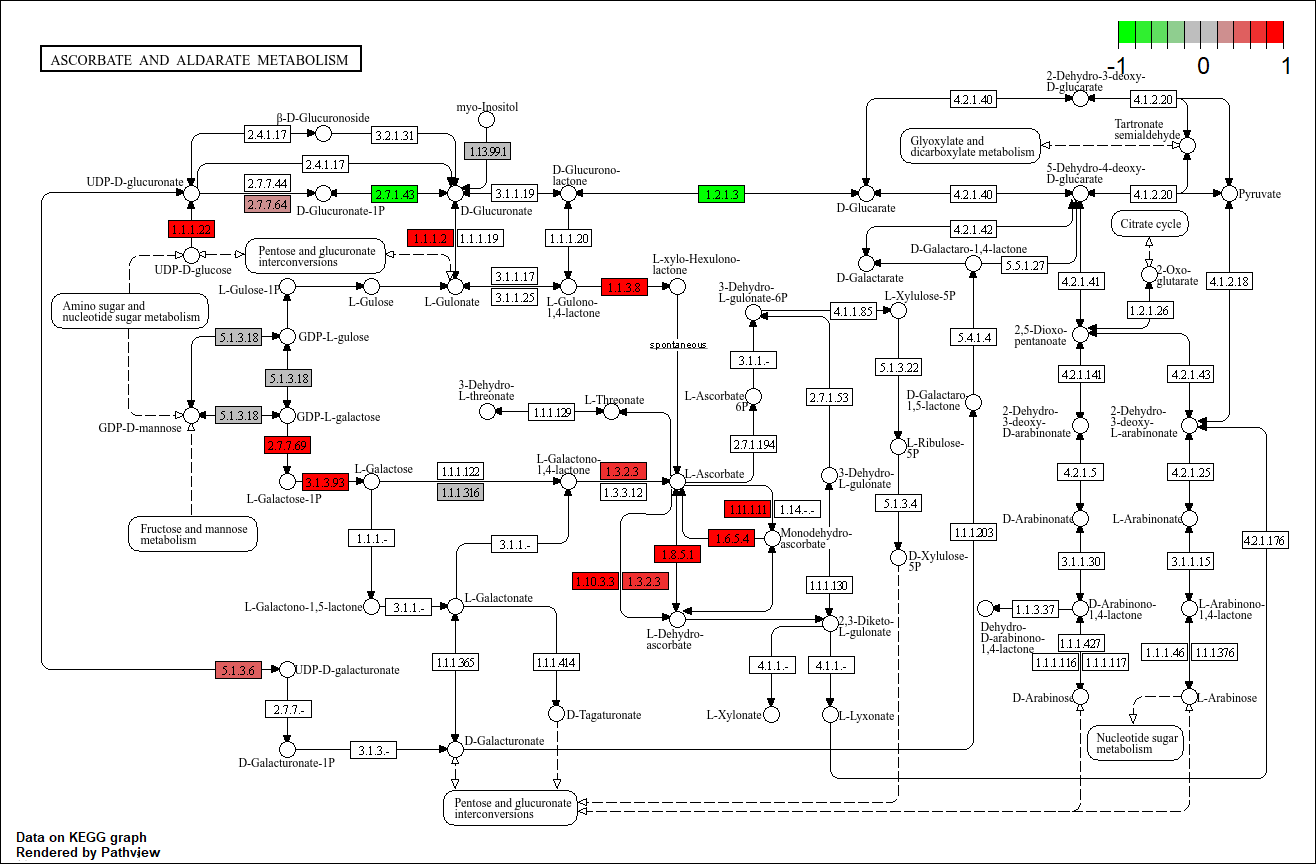 ASCORBATE AND ALDARATE METABOLISM
-1
0
1
2-Dehydro-3-deoxy-
D-glucarate
4.2.1.40
4.1.2.20
myo-Inositol
β-D-Glucuronoside
Tartronate
semialdehyde
2.4.1.17
3.2.1.31
1.13.99.1
Glyoxylate and
dicarboxylate metabolism
2.4.1.17
D-Glucurono-
lactone
5-Dehydro-4-deoxy-
D-glucarate
UDP-D-glucuronate
2.7.7.44
2.7.7.64
2.7.1.43
3.1.1.19
1.2.1.3
4.2.1.40
4.1.2.20
Pyruvate
D-Glucuronate-1P
D-Glucuronate
D-Glucarate
1.1.1.22
1.1.1.2
1.1.1.19
1.1.1.20
4.2.1.42
Citrate cycle
Pentose and glucuronate
interconversions
D-Galactaro-1,4-lactone
UDP-D-glucose
L-xylo-Hexulono-
lactone
D-Galactarate
5.5.1.27
2-Oxo-
glutarate
3.1.1.17
3.1.1.25
4.2.1.41
4.1.2.18
L-Gulose-1P
L-Gulose
L-Gulonate
L-Gulono-
1,4-lactone
1.1.3.8
3-Dehydro-
L-gulonate-6P
L-Xylulose-5P
Amino sugar and
nucleotide sugar metabolism
4.1.1.85
1.2.1.26
5.1.3.18
GDP-L-gulose
spontaneous
5.4.1.4
2,5-Dioxo-
pentanoate
3.1.1.-
5.1.3.22
5.1.3.18
4.2.1.141
4.2.1.43
3-Dehydro-
L-threonate
L-Threonate
L-Ascorbate
6P
2.7.1.53
D-Galactaro
1,5-lactone
5.1.3.18
GDP-L-galactose
1.1.1.129
2-Dehydro-
3-deoxy-
D-arabinonate
2-Dehydro-
3-deoxy-
L-arabinonate
GDP-D-mannose
2.7.7.69
2.7.1.194
L-Ribulose-
5P
L-Galactose
L-Galactono-
1,4-lactone
1.1.1.122
1.1.1.316
1.3.2.3
1.3.3.12
L-Ascorbate
3-Dehydro-
L-gulonate
4.2.1.5
4.2.1.25
3.1.3.93
L-Galactose-1P
5.1.3.4
1.11.1.11
1.14.-.-
D-Arabinonate
L-Arabinonate
Fructose and mannose
metabolism
1.1.1.-
3.1.1.-
1.6.5.4
Monodehydro-
ascorbate
1.1.1.203
4.2.1.176
1.8.5.1
D-Xylulose-
5P
3.1.1.30
3.1.1.15
1.10.3.3
1.3.2.3
1.1.1.130
L-Galactono-1,5-lactone
3.1.1.-
L-Galactonate
1.1.3.37
D-Arabinono-
1,4-lactone
L-Arabinono-
1,4-lactone
L-Dehydro-
ascorbate
2,3-Diketo-
L-gulonate
Dehydro-
D-arabinono-
1,4-lactone
1.1.1.427
1.1.1.116
1.1.1.117
1.1.1.46
1.1.1.376
5.1.3.6
UDP-D-galacturonate
1.1.1.365
1.1.1.414
4.1.1.-
4.1.1.-
D-Arabinose
L-Arabinose
2.7.7.-
D-Tagaturonate
L-Xylonate
L-Lyxonate
D-Galacturonate-1P
3.1.3.-
D-Galacturonate
Nucleotide sugar
metabolism
Pentose and glucuronate
interconversions
Data on KEGG graph
Rendered by Pathview